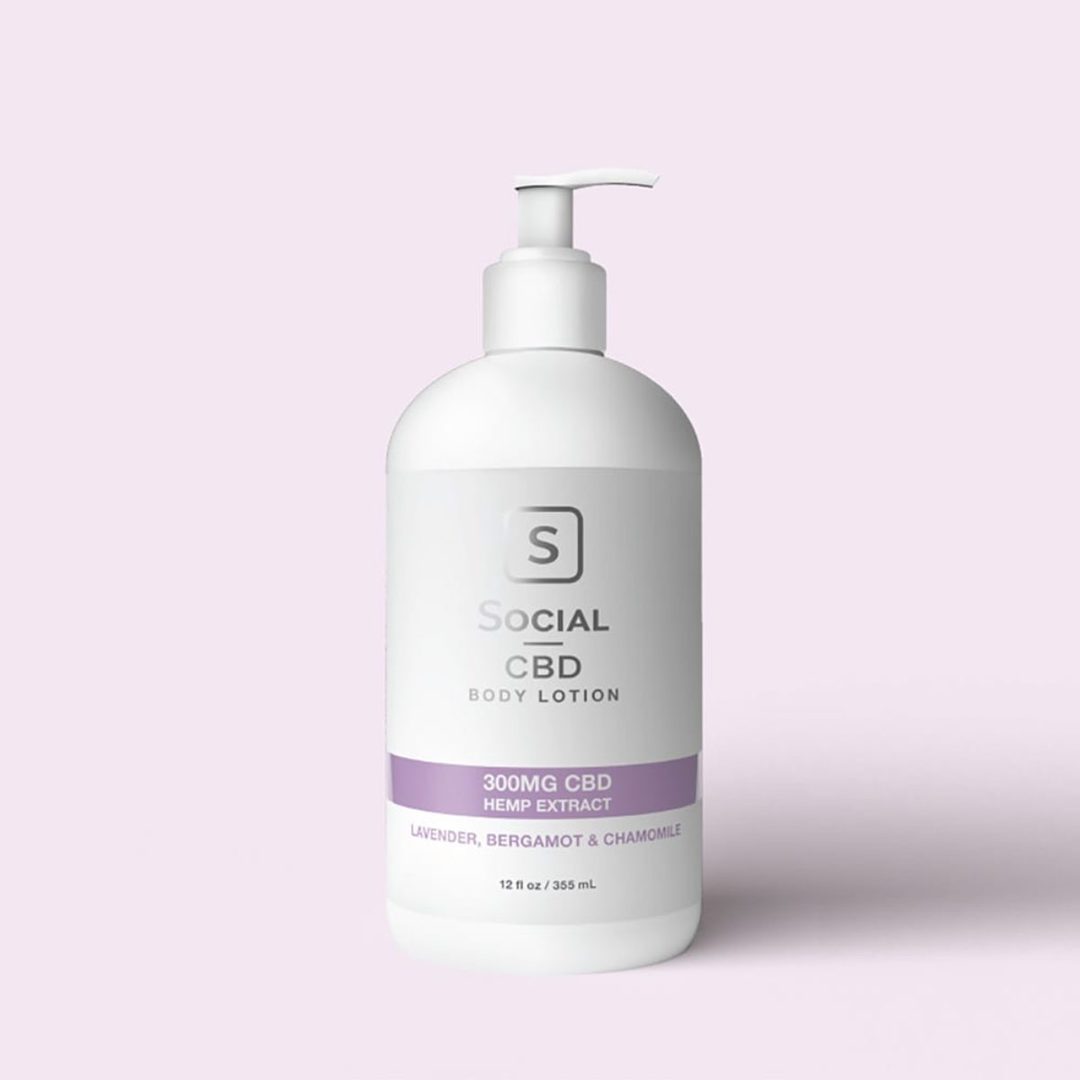 S
SOCIAL
CBD
BODY LOTION
300MG CBD
HEMP EXTRACT
LAVENDER, BERGAMOT & CHAMOMILE
12 fl oz / 355 mL